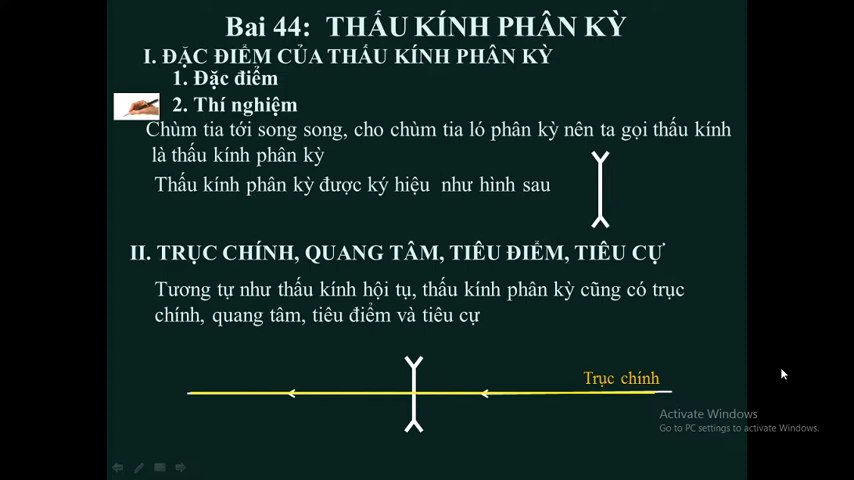 Bai 44: THẤU KÍNH PHÂN KỲ
I. ĐẶC ĐIỂM CỦA THẤU KÍNH PHÂN KỲ
1. Đặc điểm
2. Thí nghiệm
Chùm tia tới song song, cho chùm tia ló phân kỳ nên ta gọi thấu kính
là thấu kính phân kỳ
Thấu kính phân kỳ được ký hiệu như hình sau
II. TRỤC CHÍNH, QUANG TÂM, TIÊU ĐIỂM, TIÊU CỰ
Tương tự như thấu kính hội tụ, thấu kính phân kỳ cũng có trục
chính, quang tâm, tiêu điểm và tiêu cự
Trục chính
Activate Windows
Go to PC settings to activate Windows.